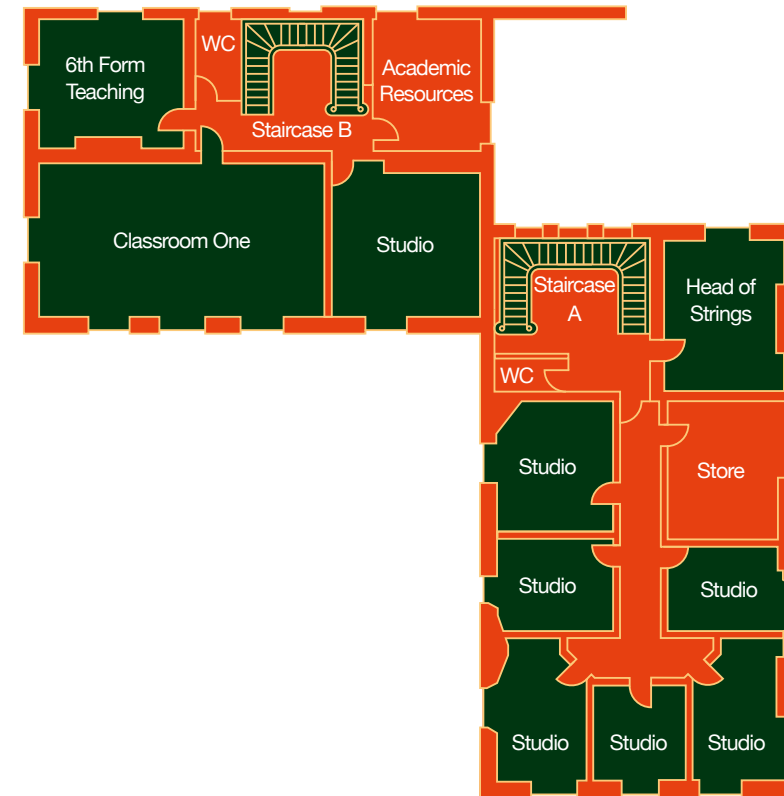 WC
6th Form
Teaching
Academic
Resources
Staircase B
Classroom One
Studio
Staircase
A
Head of
Strings
WC
Studio
Store
Studio
Studio
Studio
Studio
Studio